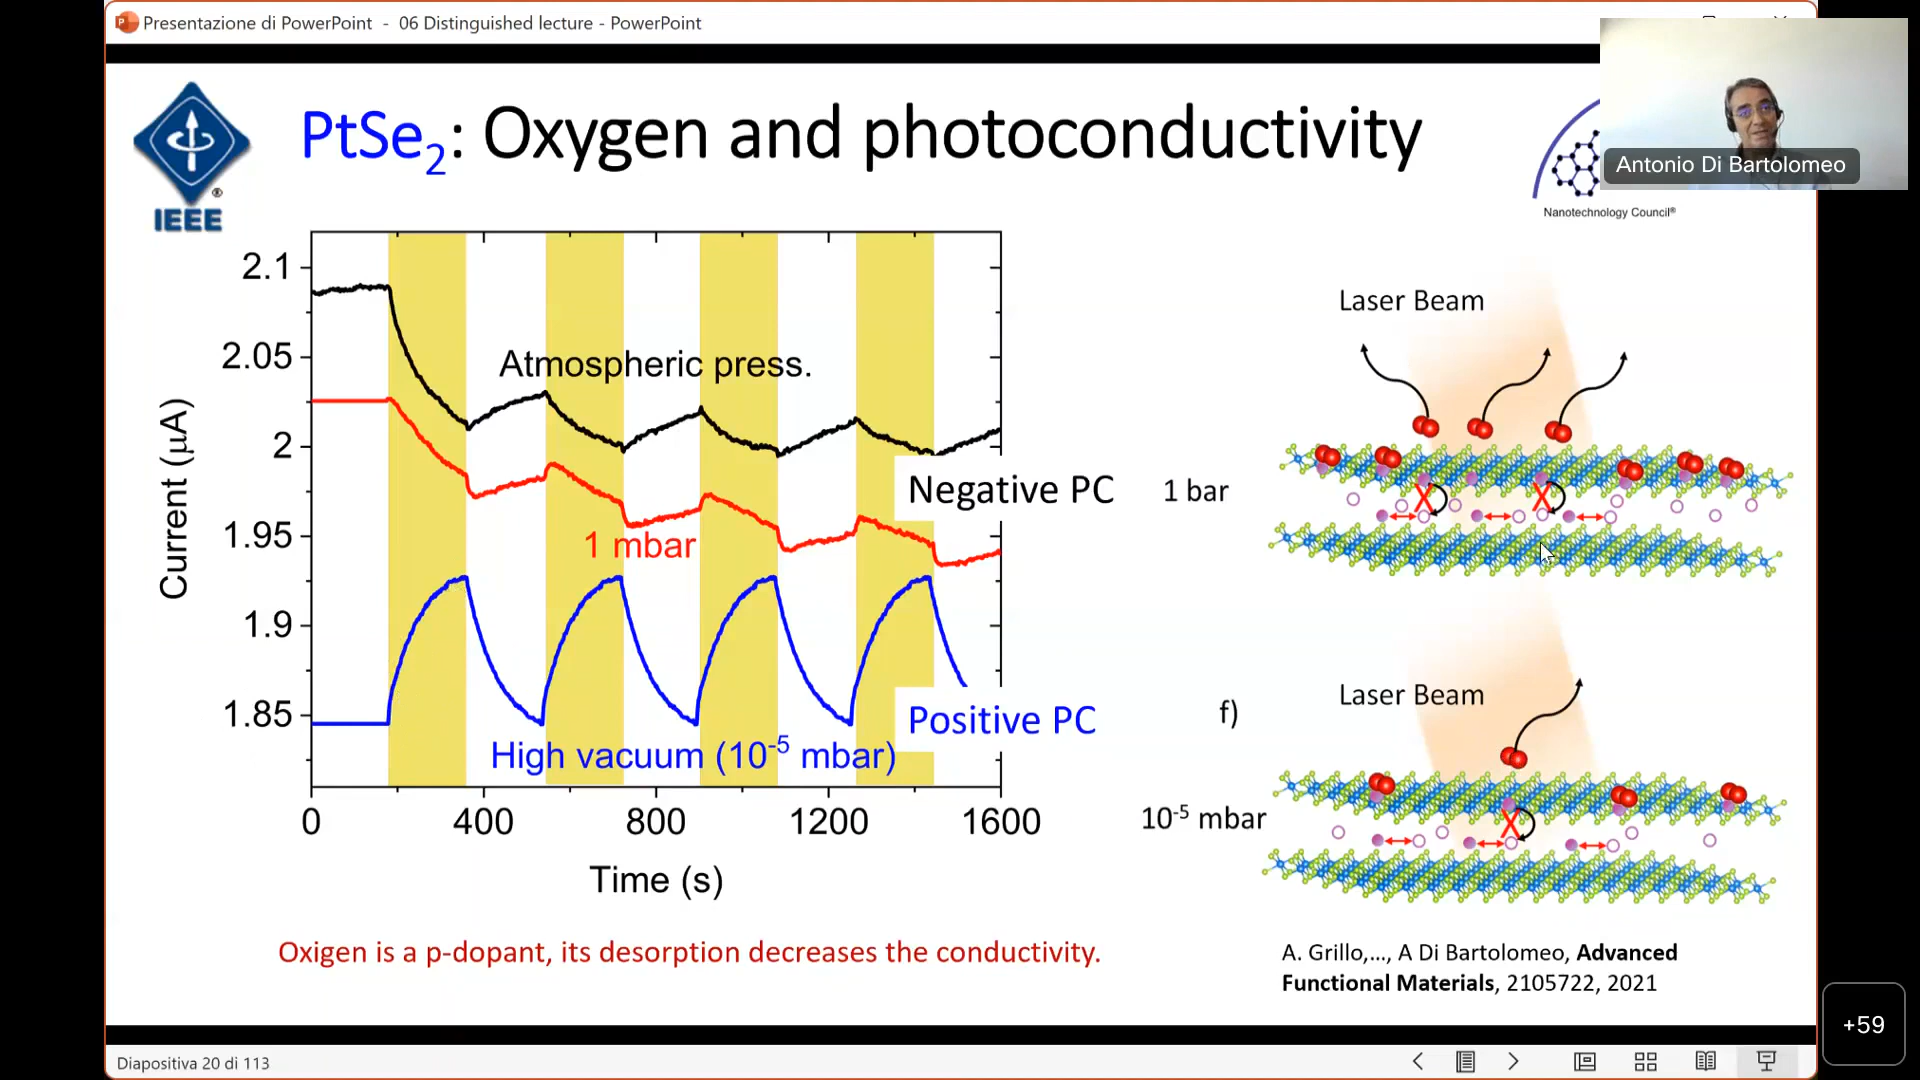 Presentazione di PowerPoint - 06 Distinguished lecture - PowerPoint
IEEE
®
PtSe2: Oxygen and photoconductivity
Antonio Di Bartolomeo
Nanotechnology Council®
2.1
2.05
2
1.95
1.9
1.85
Current (μA)
Atmospheric press.
1 mbar
High vacuum (10-5 mbar)
Negative PC
Positive PC
0 400 800 1200 1600
Time (s)
Laser Beam
1 bar
Laser Beam
f)
10-5 mbar
Oxigen is a p-dopant, its desorption decreases the conductivity.
A. Grillo,..., A Di Bartolomeo, Advanced
Functional Materials, 2105722, 2021
+59
Diapositiva 20 di 113